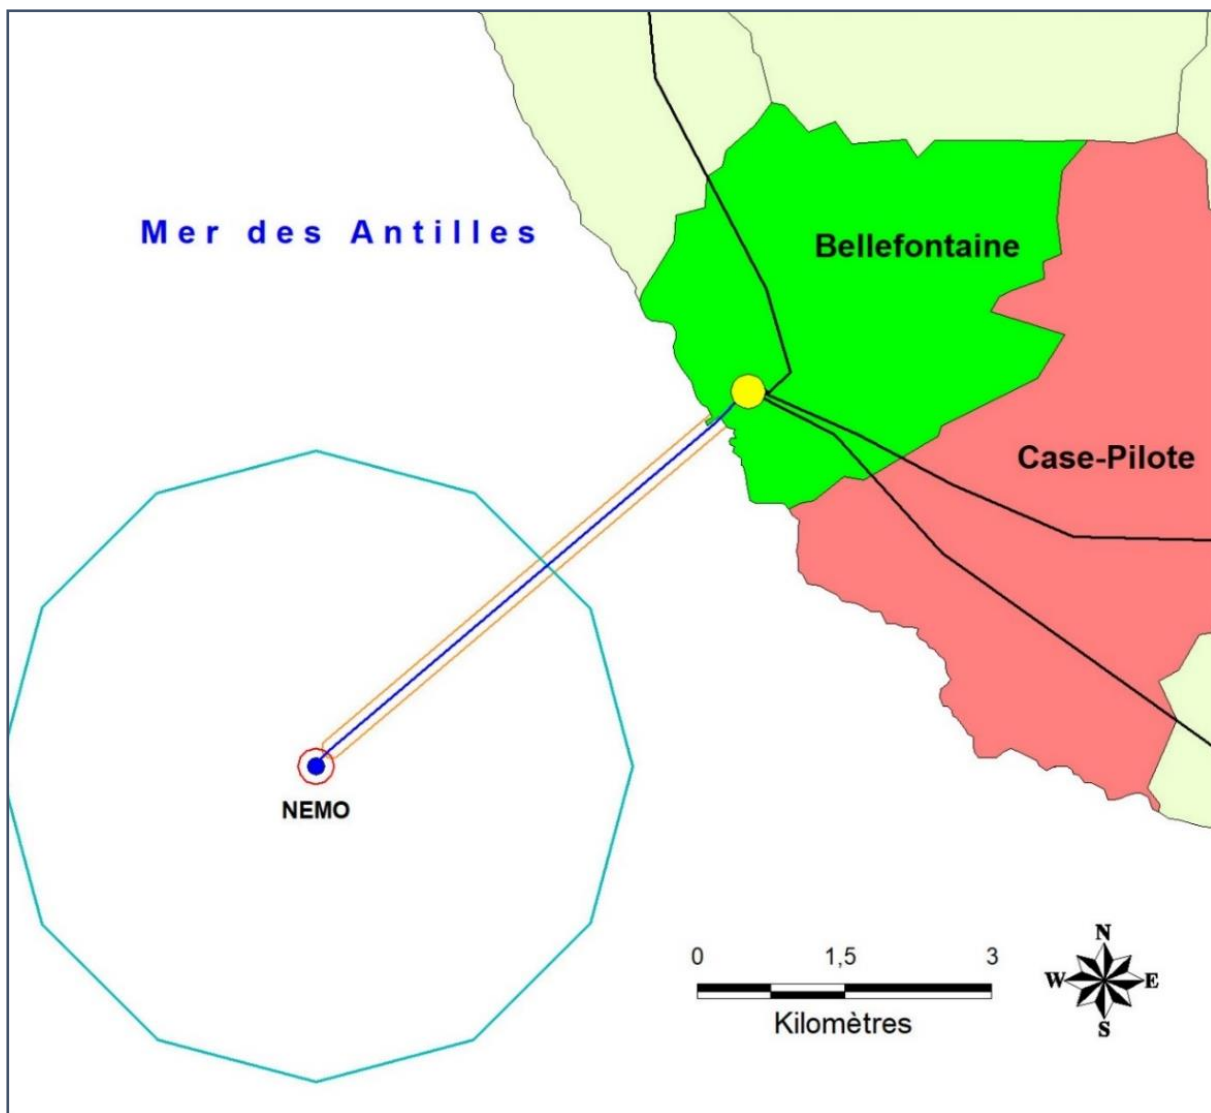 Mer des Antilles
Bellefontaine
Case-Pilote
NEMO
0 1,5 3
Kilomètres
N
W E
S